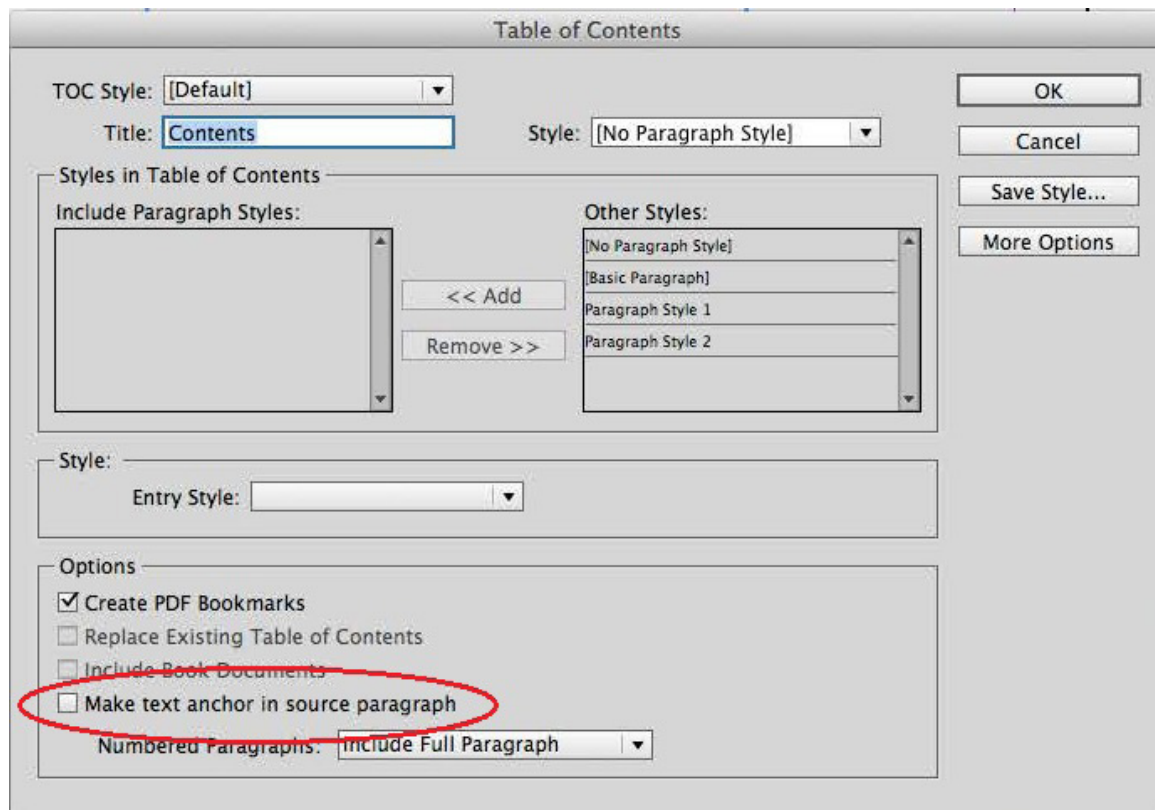 Table of Contents
TOC Style: [Default]
OK
Title: Contents Style: [No Paragraph Style]
Cancel
Styles in Table of Contents
Save Style...
Include Paragraph Styles: Other Styles:
More Options
[No Paragraph Style]
[Basic Paragraph]
<< Add
Paragraph Style 1
Remove >>
Paragraph Style 2
Style:
Entry Style:
Options
Create PDF Bookmarks
Replace Existing Table of Contents
Include Book Documents
Make text anchor in source paragraph
Numbered Paragraphs: Include Full Paragraph